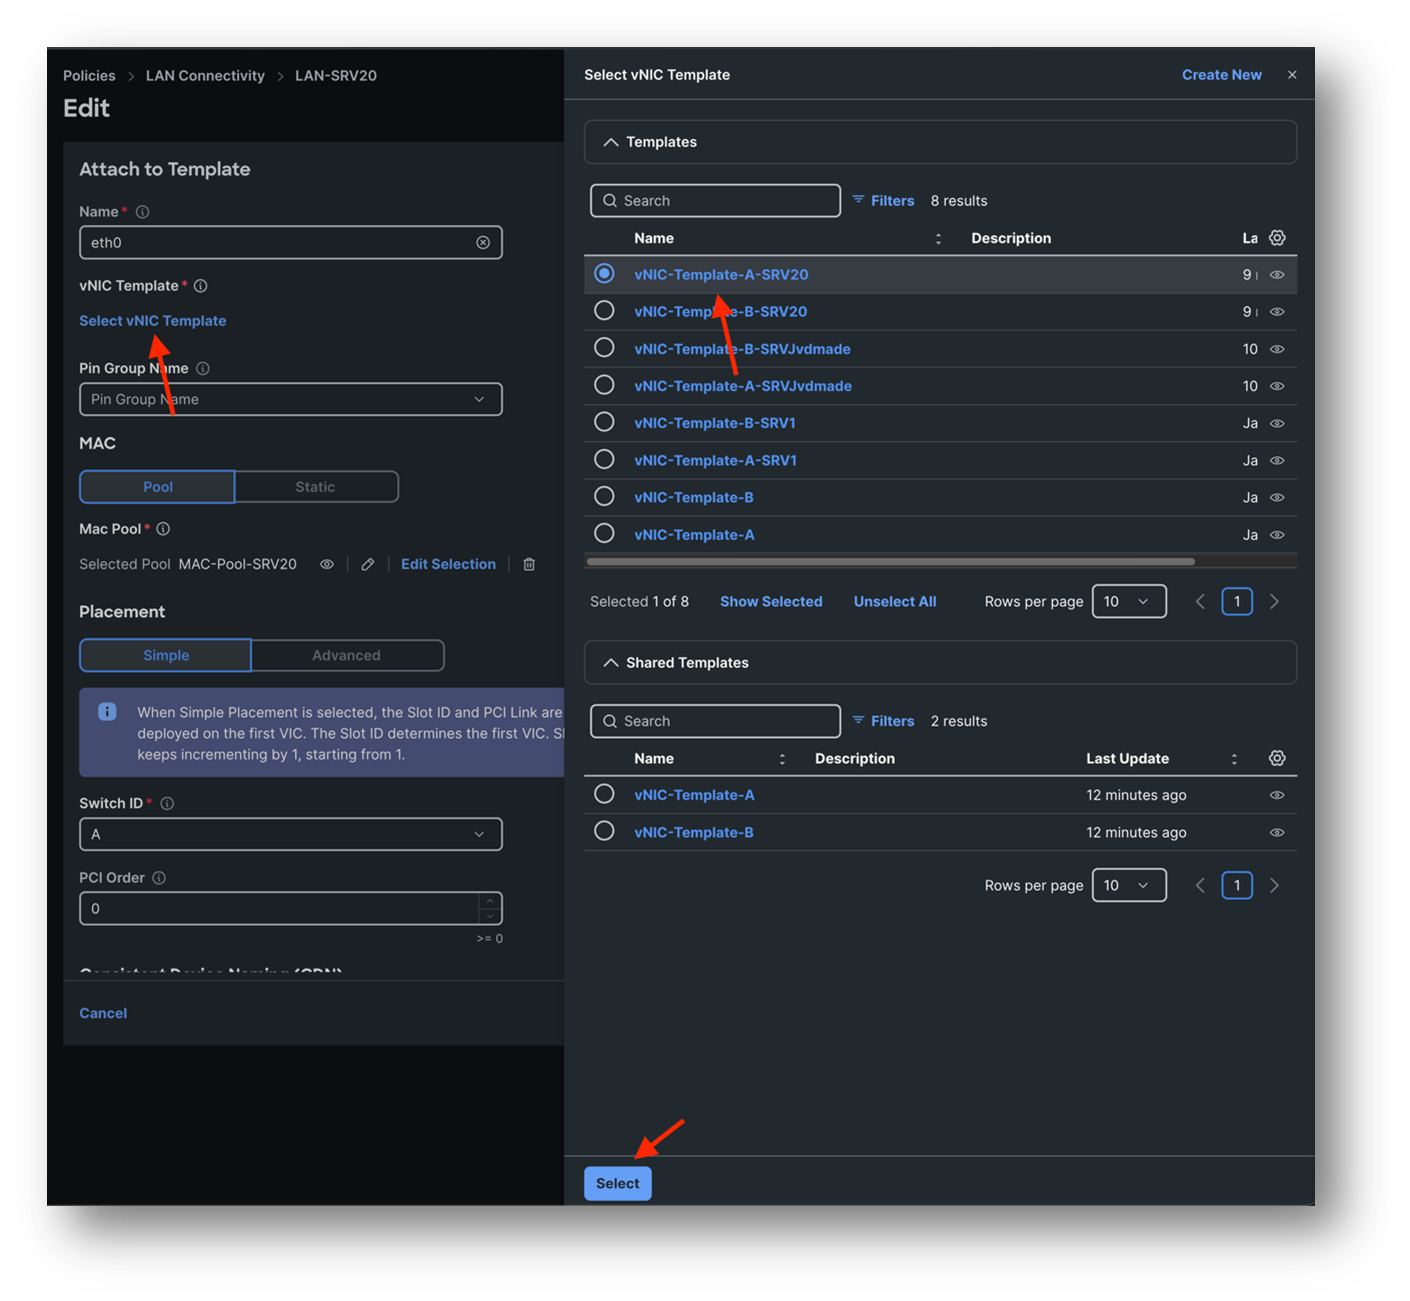 Policies > LAN Connectivity > LAN-SRV20
Edit
Attach to Template
Name *
eth0
vNIC Template *
Select vNIC Template
Pin Group Name
Pin Group Name
MAC
Pool Static
Mac Pool *
Selected Pool MAC-Pool-SRV20 Edit Selection
Placement
Simple Advanced
When Simple Placement is selected, the Slot ID and PCI Link are
deployed on the first VIC. The Slot ID determines the first VIC.
keeps incrementing by 1, starting from 1.
Switch ID *
A
PCI Order
0
>= 0
Consistent Device Naming (CDN)
Cancel
Select vNIC Template Create New
Templates
Search Filters 8 results
Name Description La
vNIC-Template-A-SRV20 9
vNIC-Template-B-SRV20 9
vNIC-Template-B-SRVJvdmade 10
vNIC-Template-A-SRVJvdmade 10
vNIC-Template-B-SRV1 Ja
vNIC-Template-A-SRV1 Ja
vNIC-Template-B Ja
vNIC-Template-A Ja
Selected 1 of 8 Show Selected Unselect All Rows per page 10 1
Shared Templates
Search Filters 2 results
Name Description Last Update
vNIC-Template-A 12 minutes ago
vNIC-Template-B 12 minutes ago
Rows per page 10 1
Select